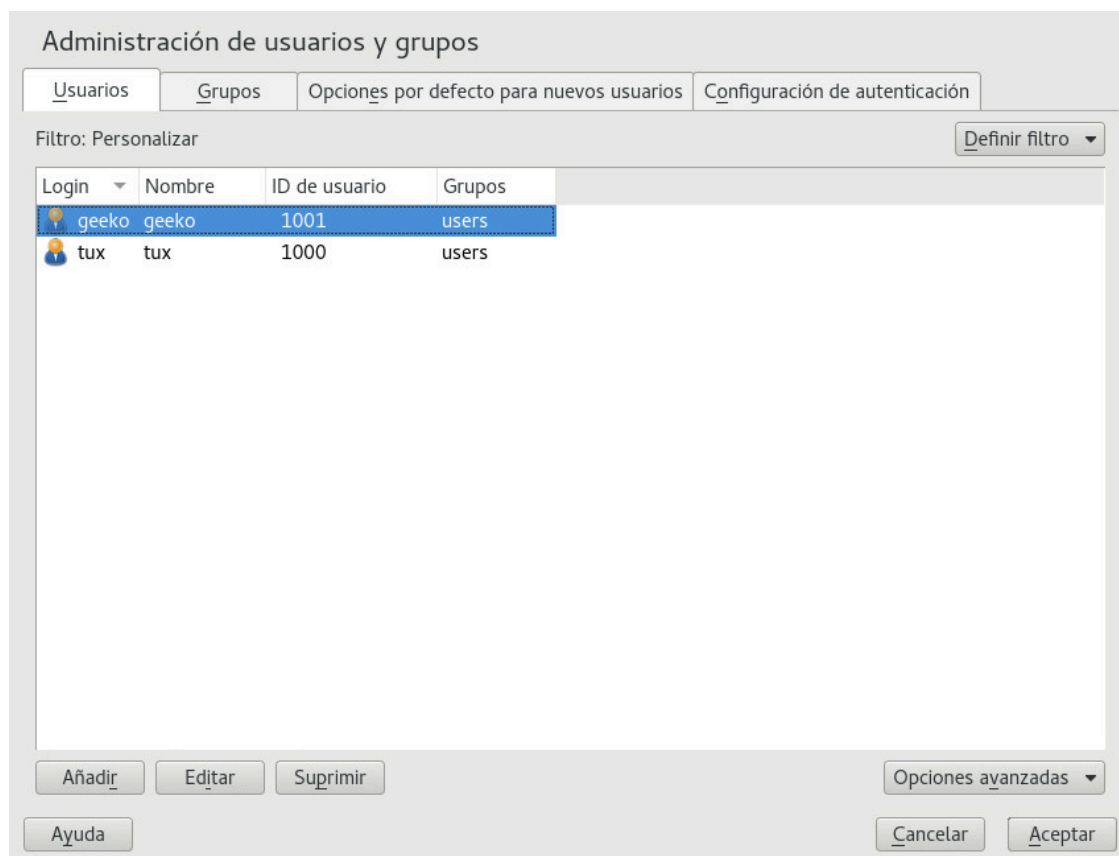 Administración de usuarios y grupos
Usuarios Grupos Opciones por defecto para nuevos usuarios Configuración de autenticación
Filtro: Personalizar Definir filtro
Login Nombre ID de usuario Grupos
geeko geeko 1001 users
tux tux 1000 users
Añadir Editar Suprimir Opciones avanzadas
Ayuda Cancelar Aceptar